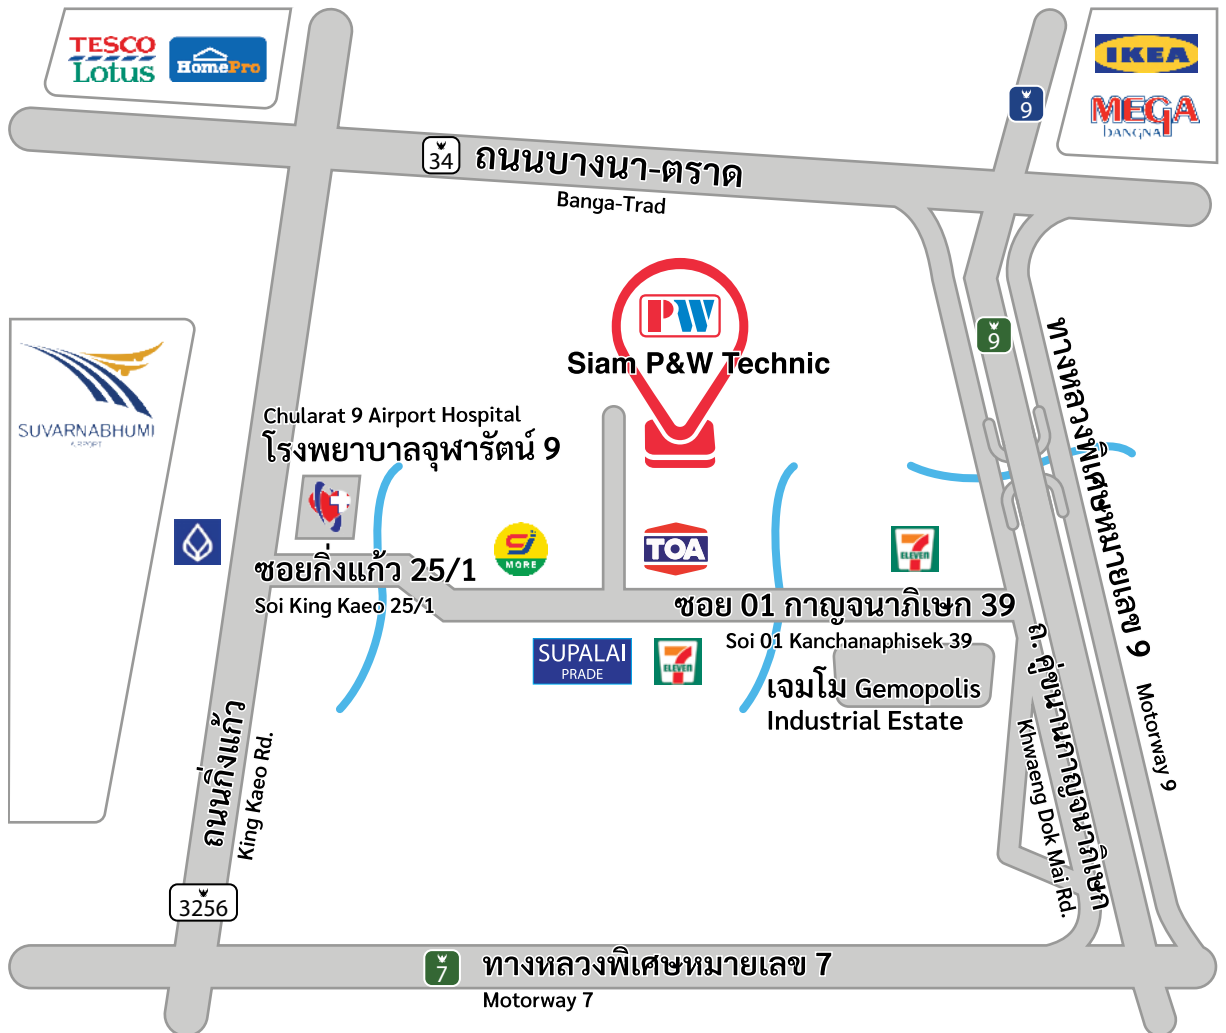 TESCO
Lotus
HomePro
IKEA
MEGA
BANGNA
9
34
ถนนบางนา-ตราด
Banga-Trad
PW
Siam P&W Technic
9
ทางหลวงพิเศษหมายเลข 9
Motorway 9
SUVARNABHUMI
AIRPORT
Chularat 9 Airport Hospital
โรงพยาบาลจุฬารัตน์ 9
CJ
MORE
TOA
7
ELEVEN
ซอยกิ่งแก้ว 25/1
Soi King Kaeo 25/1
ซอย 01 กาญจนาภิเษก 39
Soi 01 Kanchanaphisek 39
SUPALAI
PRADE
7
ELEVEN
เจมโม Gemopolis
Industrial Estate
ถ. คู่ขนานกาญจนาภิเษก
Khwaeng Dok Mai Rd.
ถนนกิ่งแก้ว
King Kaeo Rd.
3256
7
ทางหลวงพิเศษหมายเลข 7
Motorway 7